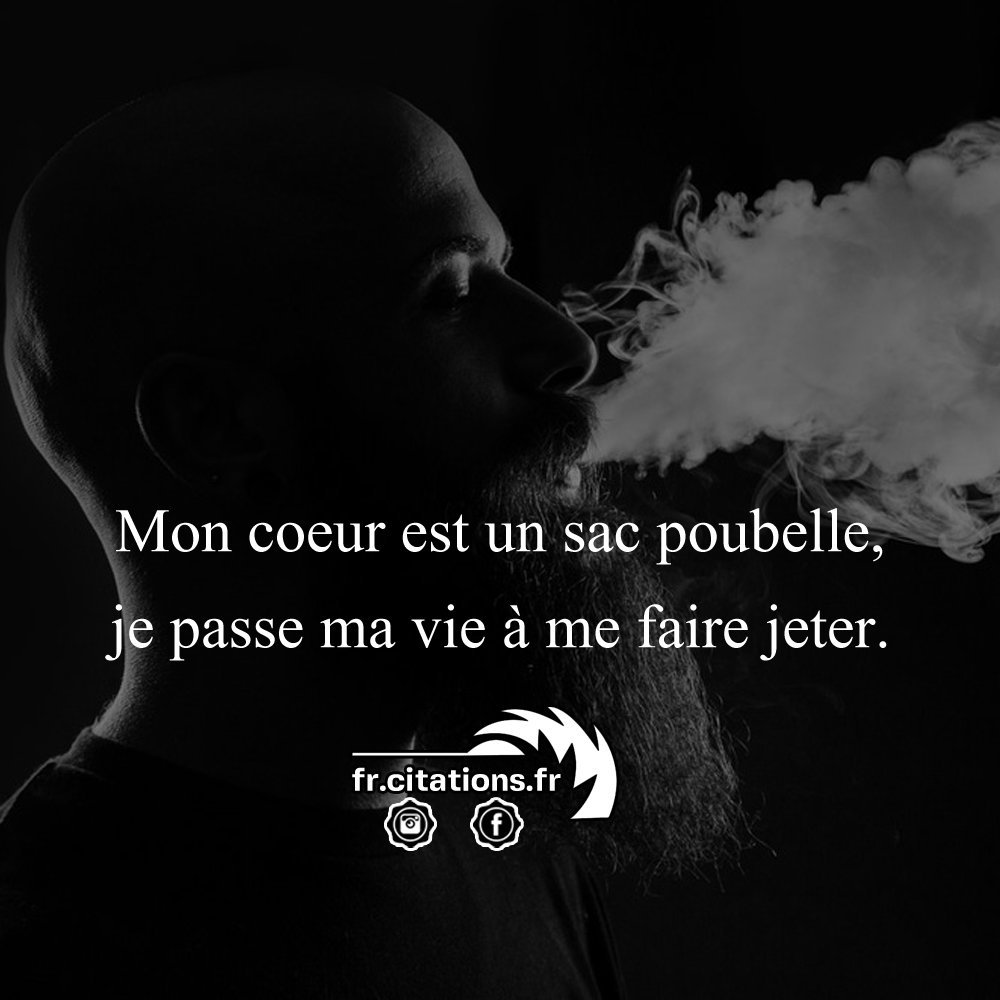 Mon coeur est un sac poubelle,
je passe ma vie à me faire jeter.
fr.citations.fr